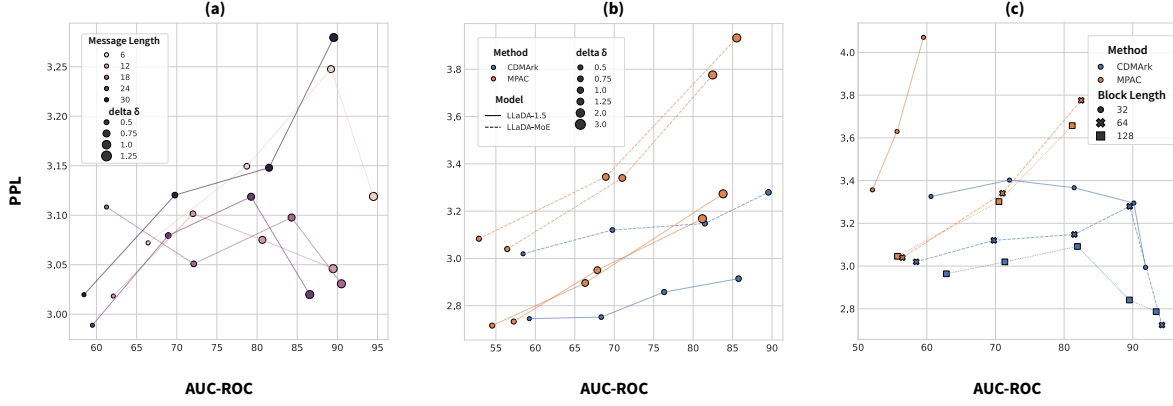 (a)
Message Length
6
12
18
24
30
delta δ
0.5
0.75
1.0
1.25
3.25
3.20
3.15
3.10
3.05
3.00
60
65
70
75
80
85
90
95
PPL
AUC-ROC
(b)
Method
CDMArk
MPAC
Model
LLaDA-1.5
LLaDA-MoE
delta δ
0.5
0.75
1.0
1.25
2.0
3.0
3.8
3.6
3.4
3.2
3.0
2.8
55
60
65
70
75
80
85
90
AUC-ROC
(c)
Method
CDMArk
MPAC
Block Length
32
64
128
4.0
3.8
3.6
3.4
3.2
3.0
2.8
50
60
70
80
90
AUC-ROC